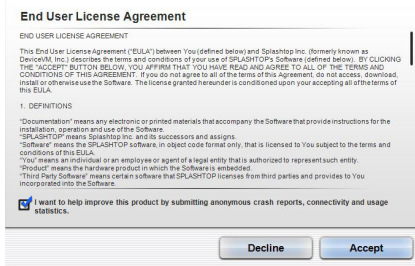 End User License Agreement
END USER LICENSE AGREEMENT
This End User License Agreement ("EULA") between You (defined below) and Splashtop Inc. (formerly known as
DeviceVM, Inc.) describes the terms and conditions of your use of SPLASHTOP's Software (defined below). BY CLICKING
THE "ACCEPT" BUTTON BELOW, YOU AFFIRM THAT YOU HAVE READ AND AGREE TO ALL OF THE TERMS AND
CONDITIONS OF THIS AGREEMENT. If you do not agree to all of the terms of this Agreement, do not access, download,
install or otherwise use the Software. The license granted hereunder is conditioned upon your accepting all of the terms of
this EULA.
1. DEFINITIONS
"Documentation" means any electronic or printed materials that accompany the Software that provide instructions for the
installation, operation and use of the Software.
"SPLASHTOP" means Splashtop Inc. and its successors and assigns.
"Software" means the SPLASHTOP software, in object code format only, that is licensed to You subject to the terms and
conditions of this EULA.
"You" means an individual or an employee or agent of a legal entity that is authorized to represent such entity.
"Product" means the hardware product in which the Software is embedded.
"Third Party Software" means certain software that SPLASHTOP licenses from third parties and provides to You
incorporated into the Software.
I want to help improve this product by submitting anonymous crash reports, connectivity and usage
statistics.
Decline Accept